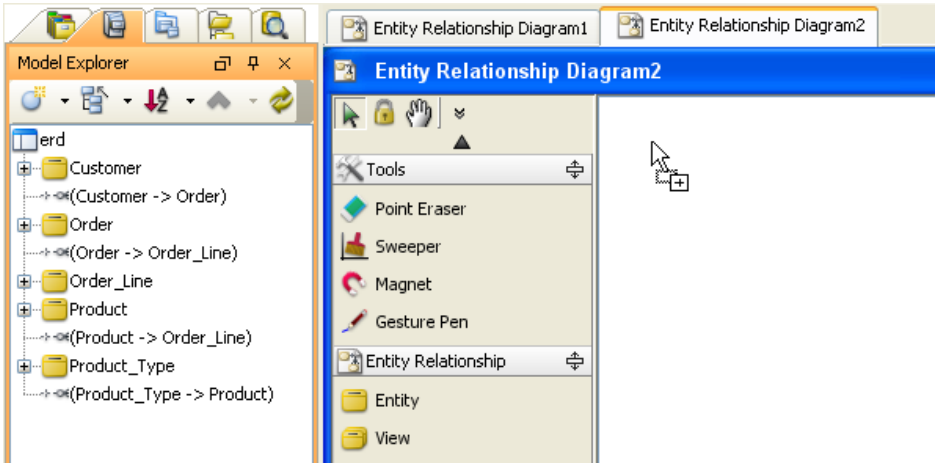 Entity Relationship Diagram1
Entity Relationship Diagram2
Model Explorer
Entity Relationship Diagram2
erd
Customer
(Customer -> Order)
Order
(Order -> Order_Line)
Order_Line
Product
(Product -> Order_Line)
Product_Type
(Product_Type -> Product)
Tools
Point Eraser
Sweeper
Magnet
Gesture Pen
Entity Relationship
Entity
View